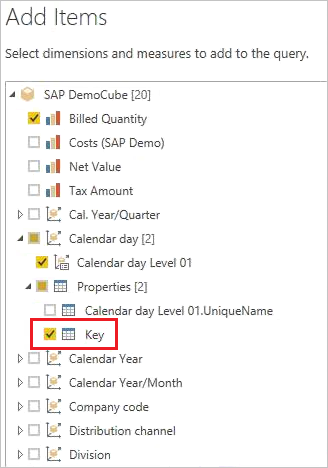 Add Items
Select dimensions and measures to add to the query.
SAP DemoCube [20]
Billed Quantity
Costs (SAP Demo)
Net Value
Tax Amount
Cal. Year/Quarter
Calendar day [2]
Calendar day Level 01
Properties [2]
Calendar day Level 01.UniqueName
Key
Calendar Year
Calendar Year/Month
Company code
Distribution channel
Division